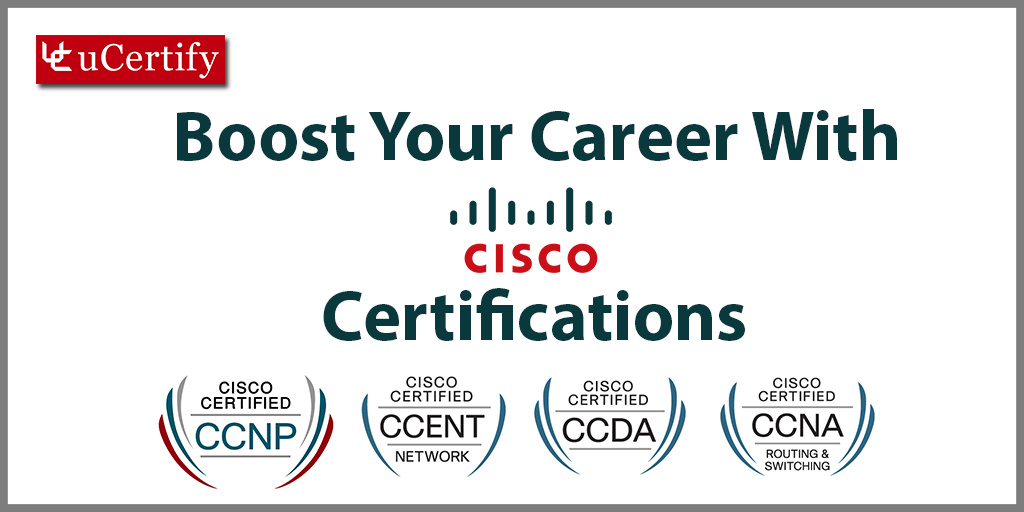 uCertify
Boost Your Career With
CISCO
Certifications
CISCO
CERTIFIED
CCNP
CISCO
CERTIFIED
CCENT
NETWORK
CISCO
CERTIFIED
CCDA
CISCO
CERTIFIED
CCNA
ROUTING &
SWITCHING